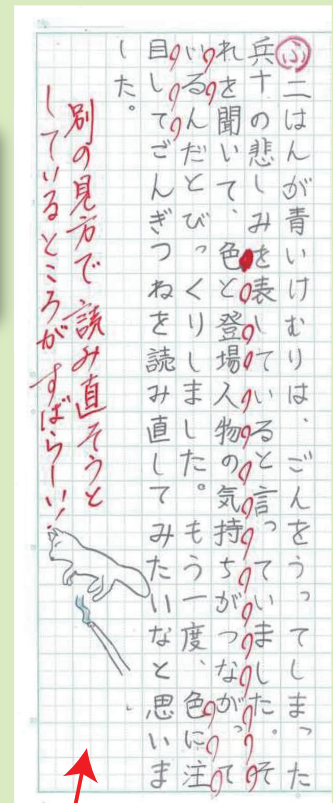 ふ 二はんが青いけむりは、ごんをうってしまった
兵十の悲しみを表していると言っていました。そ
れを聞いて、色と登場人物の気持ちがつながって
いるんだとびっくりしました。もう一度、色に注
目してごんぎつねを読み直してみたいなと思いま
した。
別の見方で読み直そうと
しているところがすばらしい!